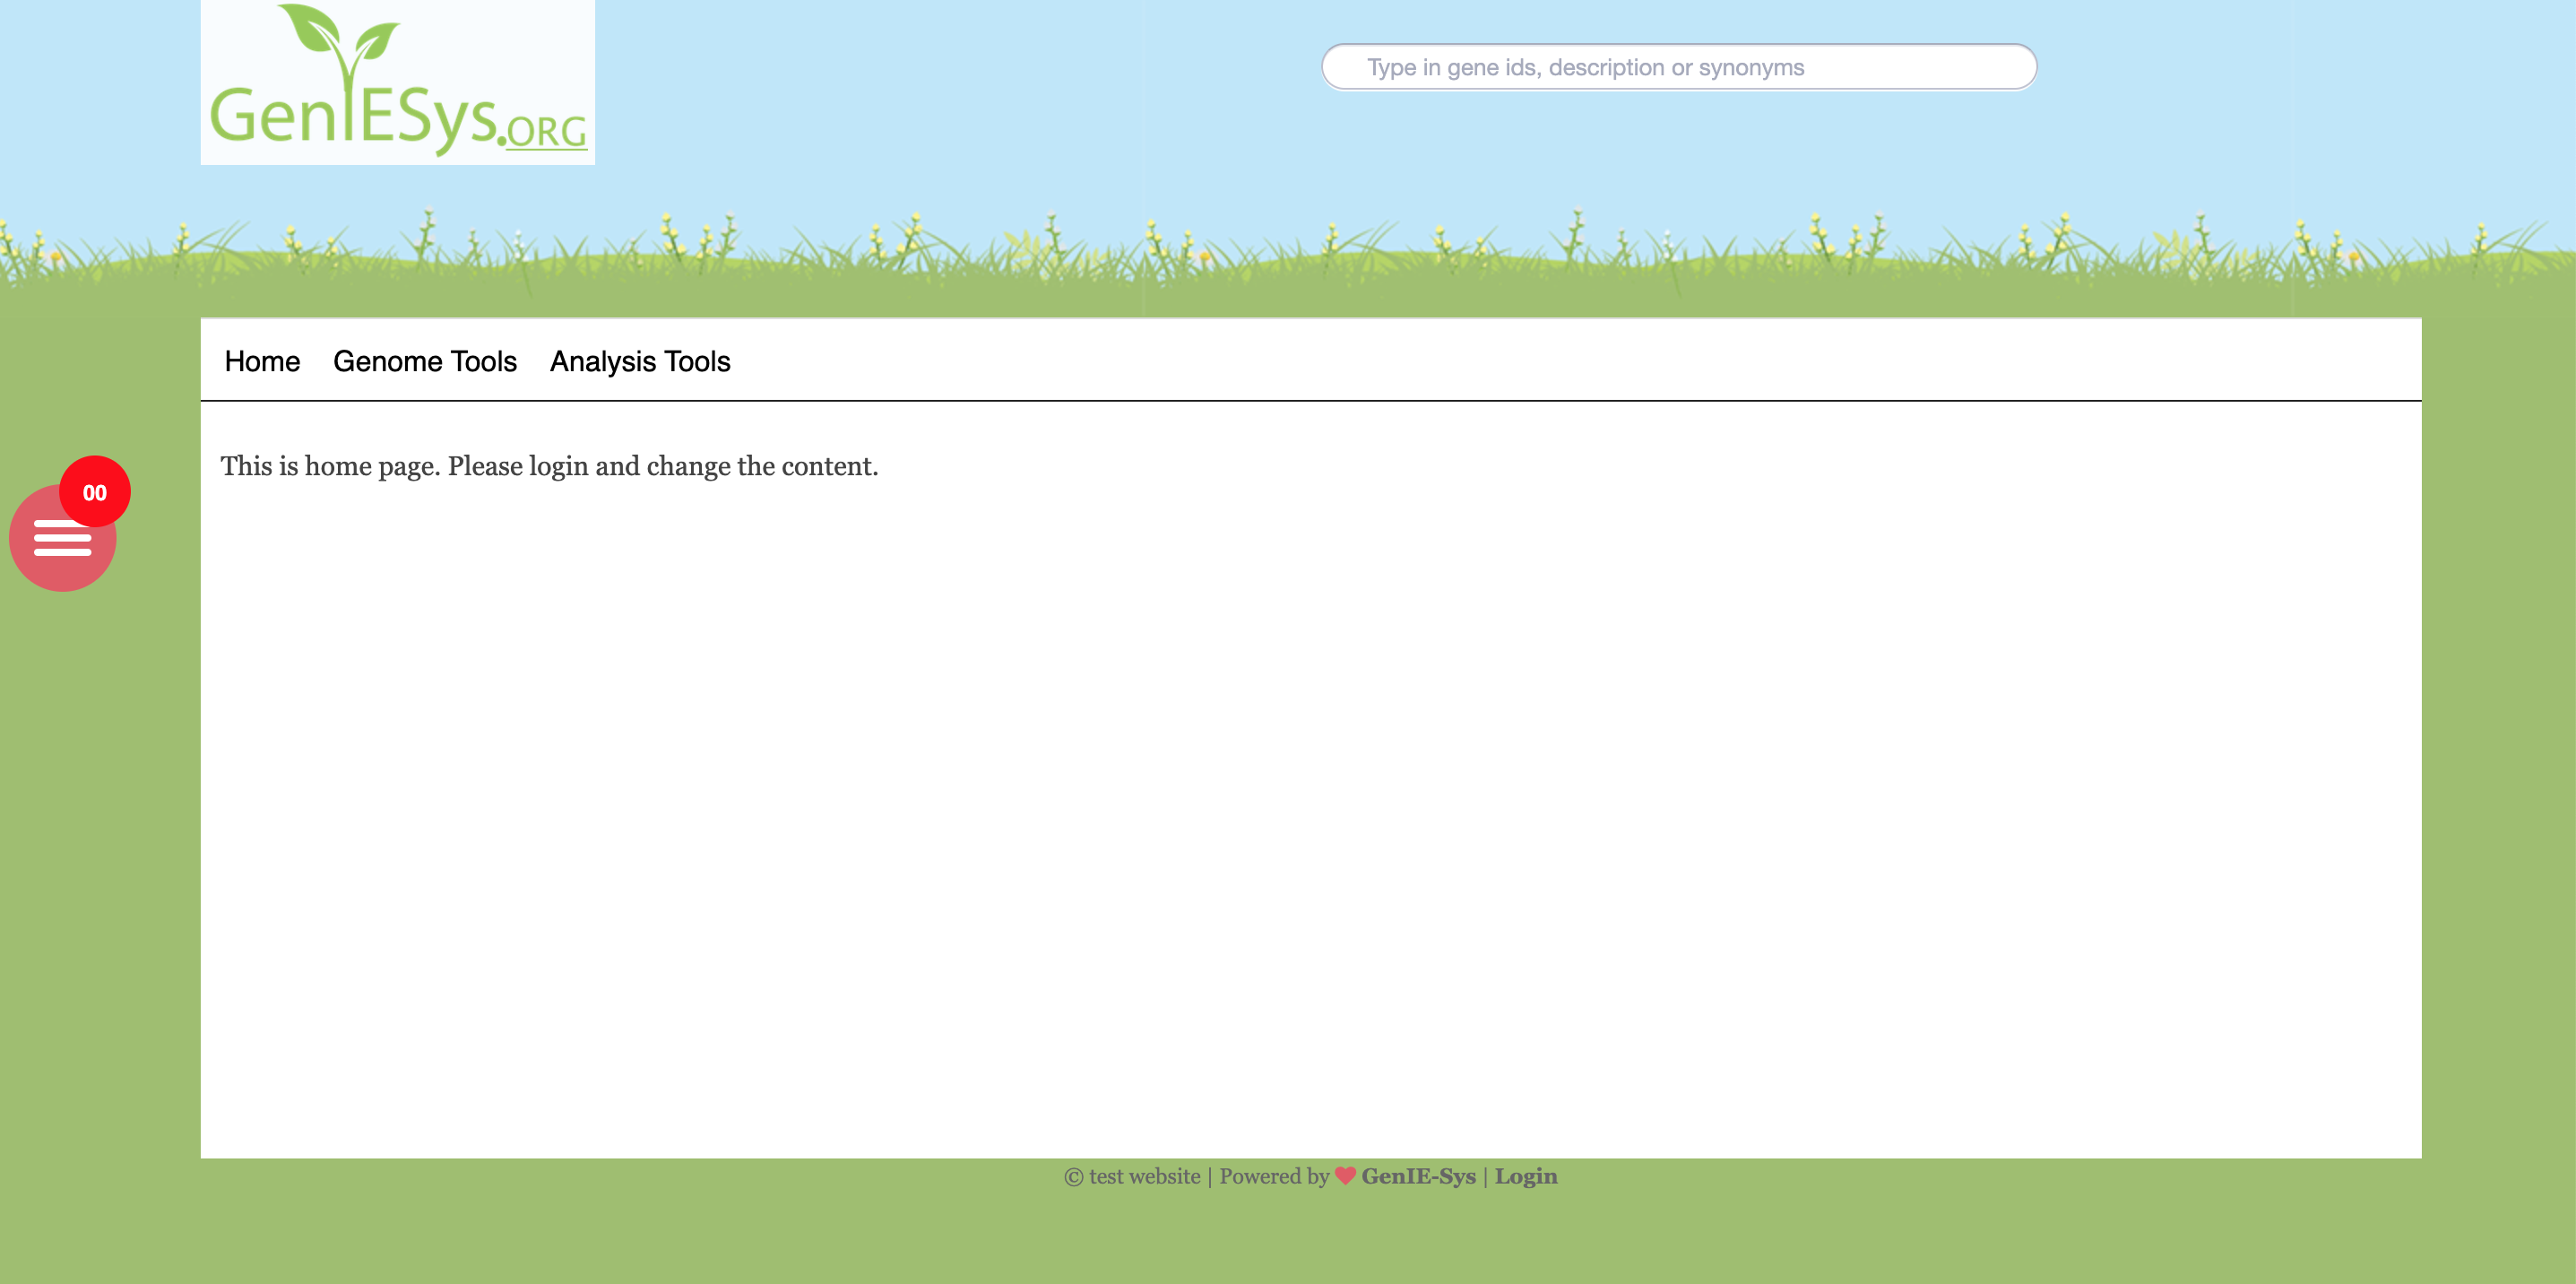 GenIESys.ORG
Type in gene ids, description or synonyms
Home Genome Tools Analysis Tools
This is home page. Please login and change the content.
00
© test website | Powered by ❤ GenIE-Sys | Login